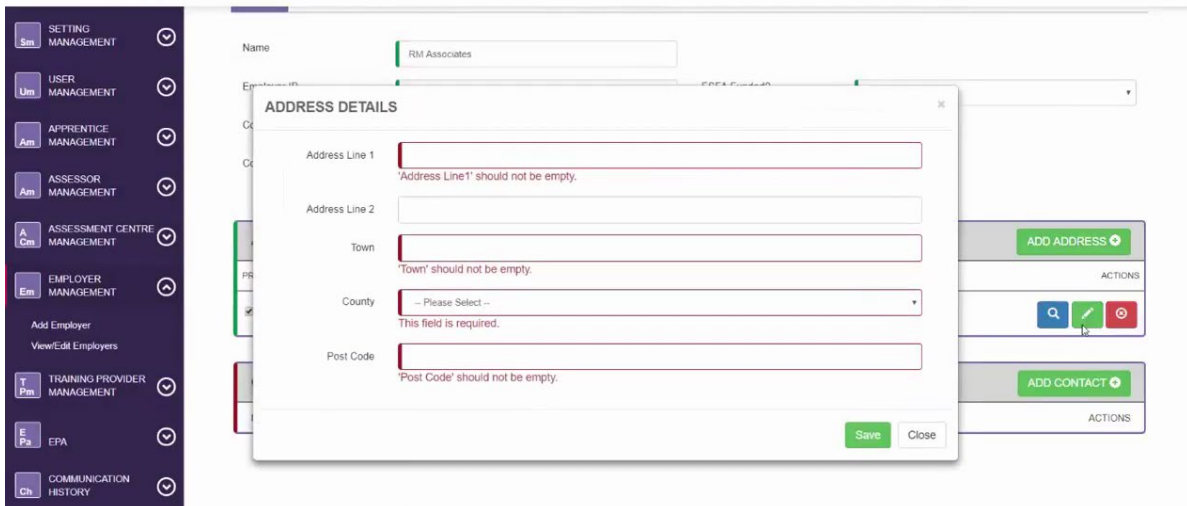 Sm SETTING
MANAGEMENT
Um USER
MANAGEMENT
Am APPRENTICE
MANAGEMENT
Am ASSESSOR
MANAGEMENT
A
Cm ASSESSMENT CENTRE
MANAGEMENT
Em EMPLOYER
MANAGEMENT
Add Employer
View/Edit Employers
T
Pm TRAINING PROVIDER
MANAGEMENT
E
Pa EPA
Ch COMMUNICATION
HISTORY
Name RM Associates
ADDRESS DETAILS ×
Address Line 1
'Address Line1' should not be empty.
Address Line 2
Town
'Town' should not be empty.
County -- Please Select --
This field is required.
Post Code
'Post Code' should not be empty.
Save Close
ADD ADDRESS
ACTIONS
ADD CONTACT
ACTIONS